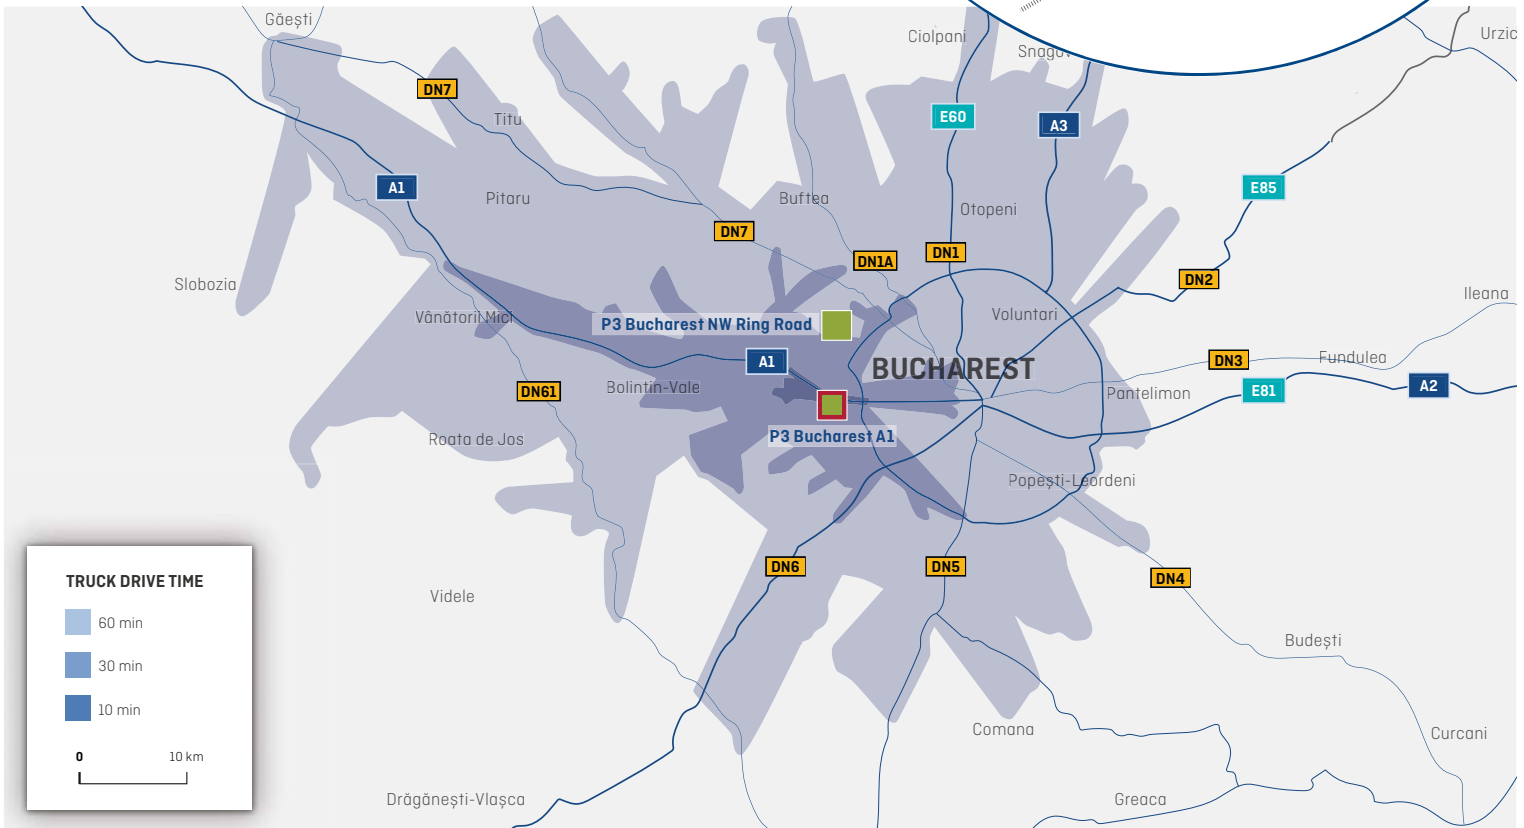 Găești
Ciolpani
Snagov
Urzic
DN7
E60
A3
Titu
A1
E85
Pitaru
Buftea
Otopeni
DN7
DN1A
DN1
DN2
Slobozia
Ileana
Vânătorii Mici
P3 Bucharest NW Ring Road
Voluntari
A1
BUCHAREST
DN3
Fundulea
DN61
Bolintin-Vale
E81
A2
Pantelimon
P3 Bucharest A1
Roata de Jos
Popești-Leordeni
DN6
DN5
DN4
TRUCK DRIVE TIME
60 min
30 min
10 min
0
10 km
Videle
Budești
Comana
Curcani
Drăgănești-Vlașca
Greaca